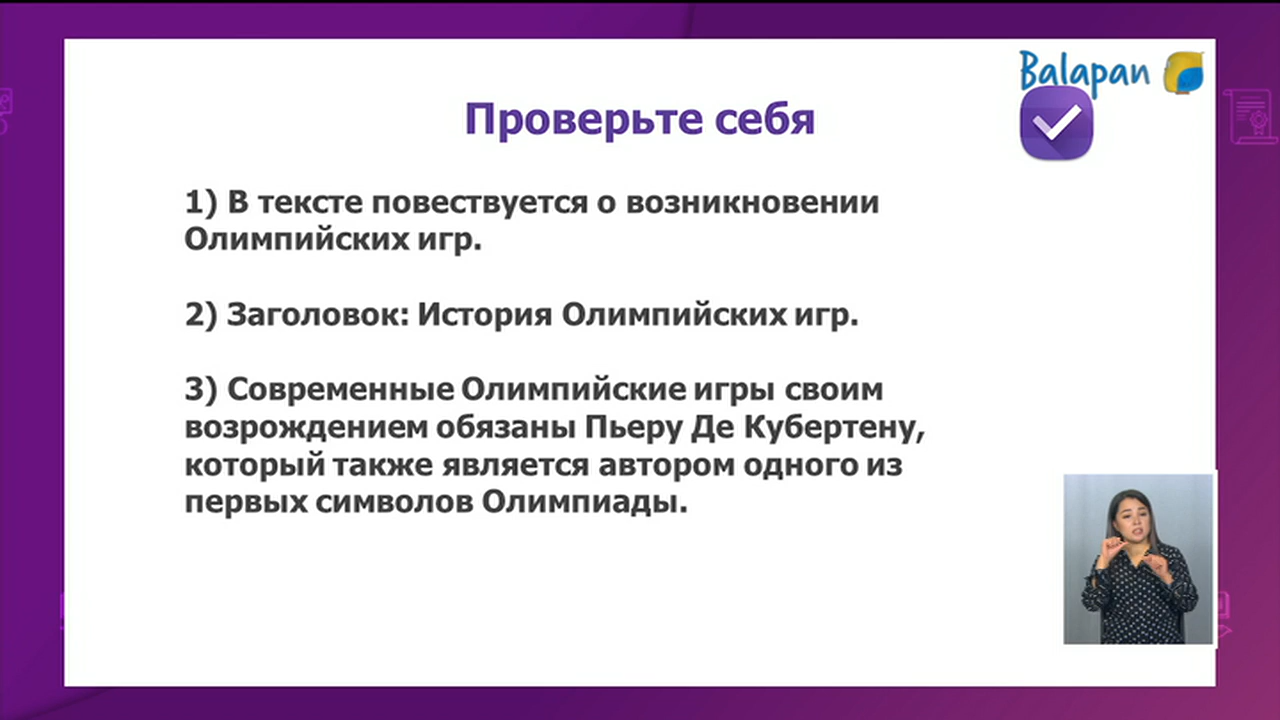 Balapan
Проверьте себя
1) В тексте повествуется о возникновении
Олимпийских игр.
2) Заголовок: История Олимпийских игр.
3) Современные Олимпийские игры своим
возрождением обязаны Пьеру Де Кубертену,
который также является автором одного из
первых символов Олимпиады.